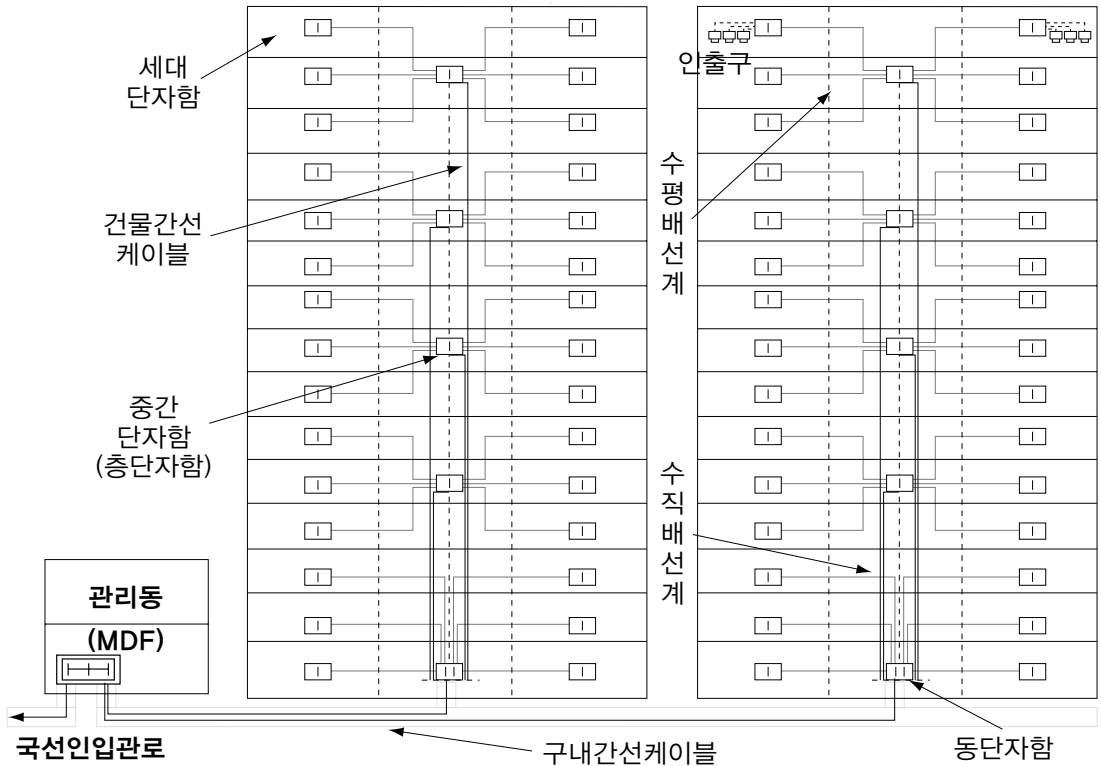 세대
단자함
인출구
수
평
배
선
계
건물간선
케이블
중간
단자함
(층단자함)
수
직
배
선
계
관리동
(MDF)
국선인입관로
구내간선케이블
동단자함